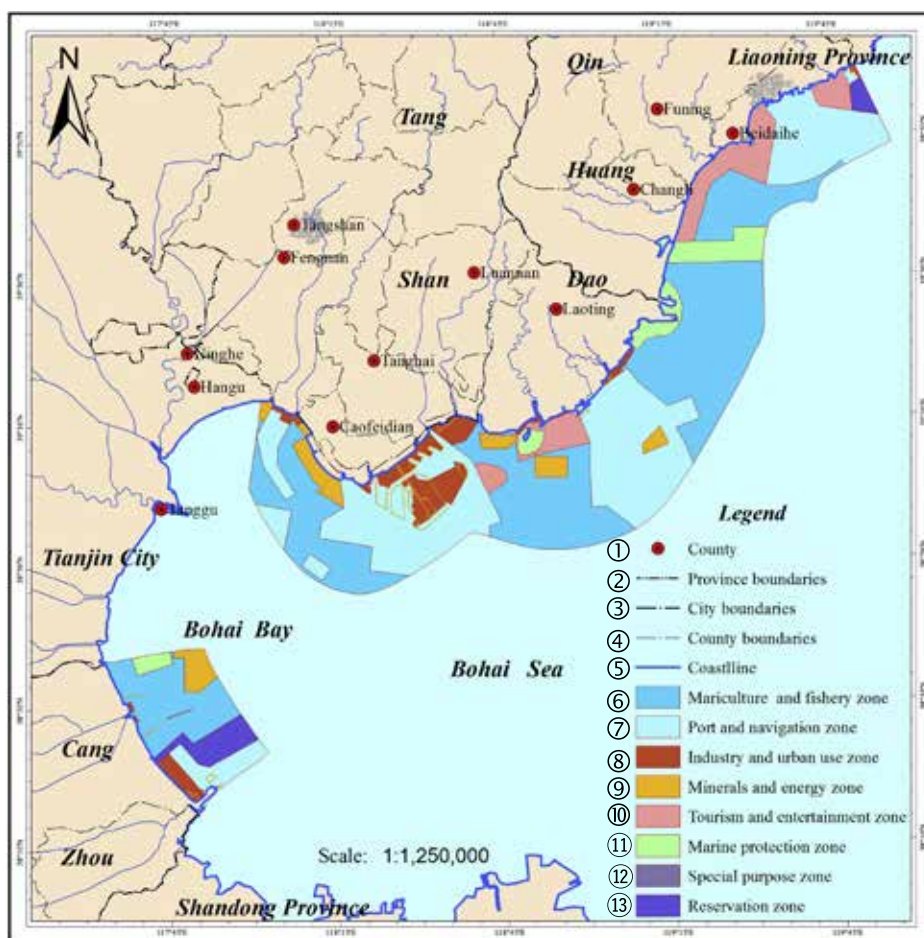 N
Liaoning Province
Qin
Funing
Tang
Beidaihe
Huang
Changli
Tangshan
Fengnan
Shan
Luannan
Dao
Laoting
Ninghe
Tanghai
Hangu
Caofeidian
Tanggu
Legend
Tianjin City
① County
② Province boundaries
③ City boundaries
Bohai Bay
④ County boundaries
Bohai Sea
⑤ Coastlline
⑥ Mariculture and fishery zone
⑦ Port and navigation zone
Cang
⑧ Industry and urban use zone
⑨ Minerals and energy zone
⑩ Tourism and entertainment zone
⑪ Marine protection zone
Zhou
Scale: 1:1,250,000
⑫ Special purpose zone
⑬ Reservation zone
Shandong Province